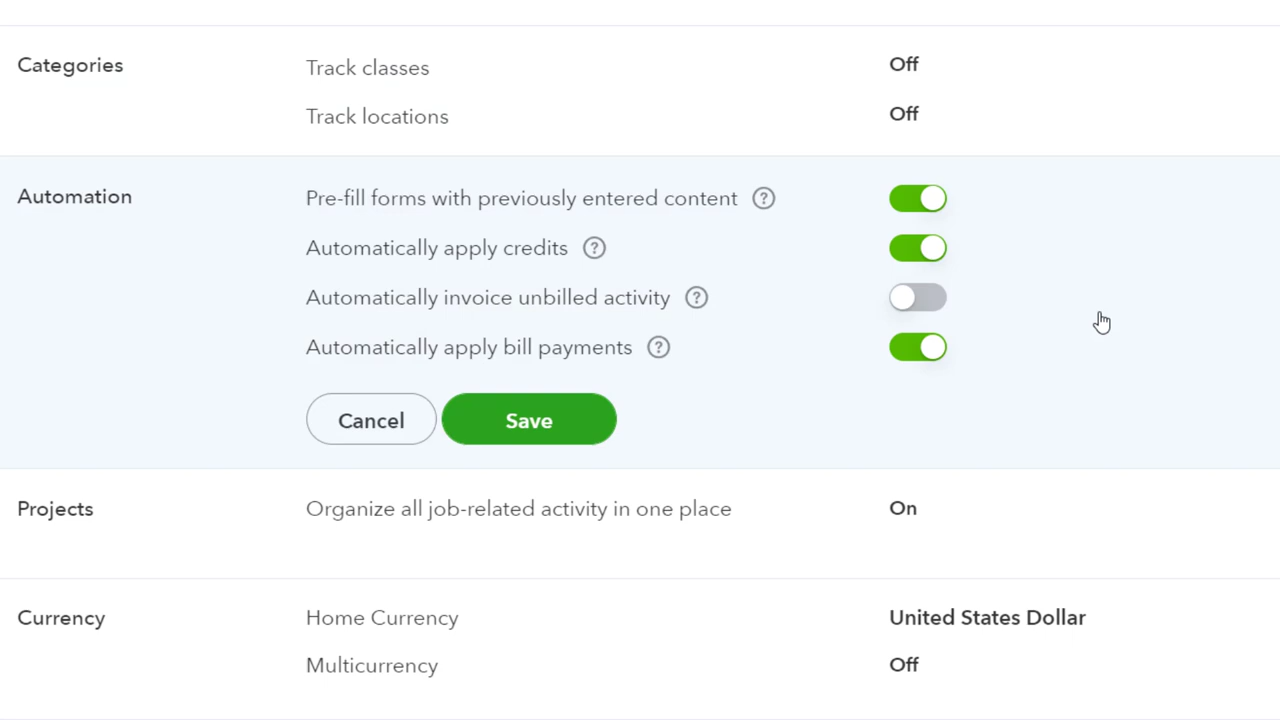 Categories
Track classes
Off
Track locations
Off
Automation
Pre-fill forms with previously entered content ?
Automatically apply credits ?
Automatically invoice unbilled activity ?
Automatically apply bill payments ?
Cancel
Save
Projects
Organize all job-related activity in one place
On
Currency
Home Currency
United States Dollar
Multicurrency
Off